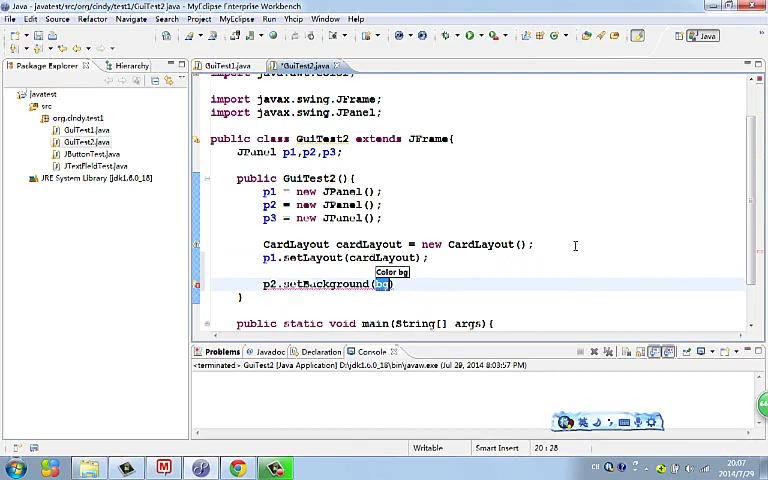 Java - javatest/src/org/cindy/test1/GuiTest2.java - MyEclipse Enterprise Workbench
File Edit Source Refactor Navigate Search Project MyEclipse Run YiHe Window Help
Java
Package Explorer Hierarchy
GuiTest1.java *GuiTest2.java
javatest
src
org.cindy.test1
GuiTest1.java
GuiTest2.java
JButtonTest.java
JTextFieldTest.java
JRE System Library [jdk1.6.0_18]
import javax.swing.JFrame;
import javax.swing.JPanel;
public class GuiTest2 extends JFrame{
JPanel p1,p2,p3;
public GuiTest2(){
p1 = new JPanel();
p2 = new JPanel();
p3 = new JPanel();
CardLayout cardLayout = new CardLayout();
p1.setLayout(cardLayout);
Color bg
p2.setBackground(bg)
}
public static void main(String[] args){
Problems Javadoc Declaration Console
<terminated> GuiTest2 [Java Application] D:\jdk1.6.0_18\bin\javaw.exe (Jul 29, 2014 8:03:57 PM)
英
Writable Smart Insert 20 : 28
CH
20:07
2014/7/29